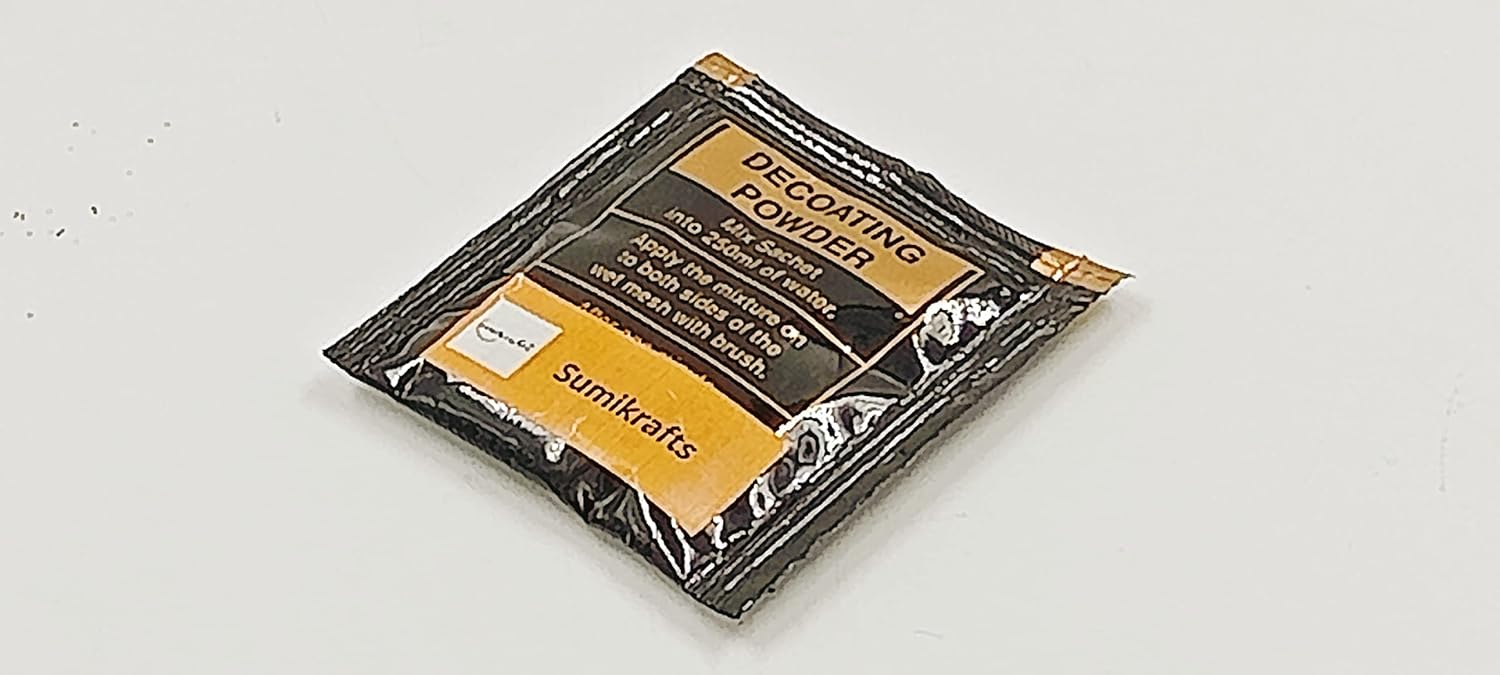 DECOATING
POWDER
Mix Sachet
into 250ml of water.
Apply the mixture on
to both sides of the
wet mesh with brush.
Sumikrafts